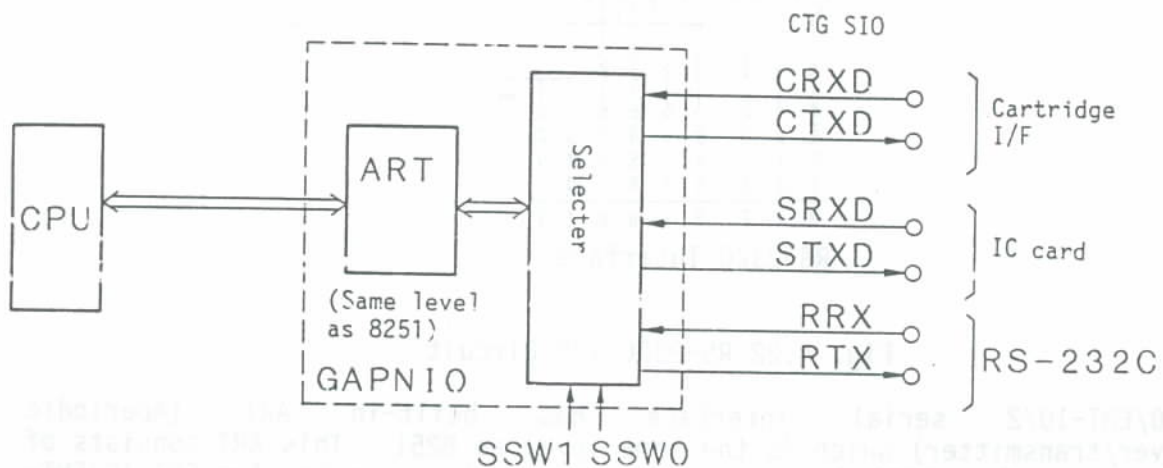 CTG SIO
CRXD
CTXD
Cartridge
I/F
CPU
ART
Selecter
SRXD
STXD
IC card
(Same level
as 8251)
RRX
RTX
RS-232C
GAPNIO
SSW1 SSW0